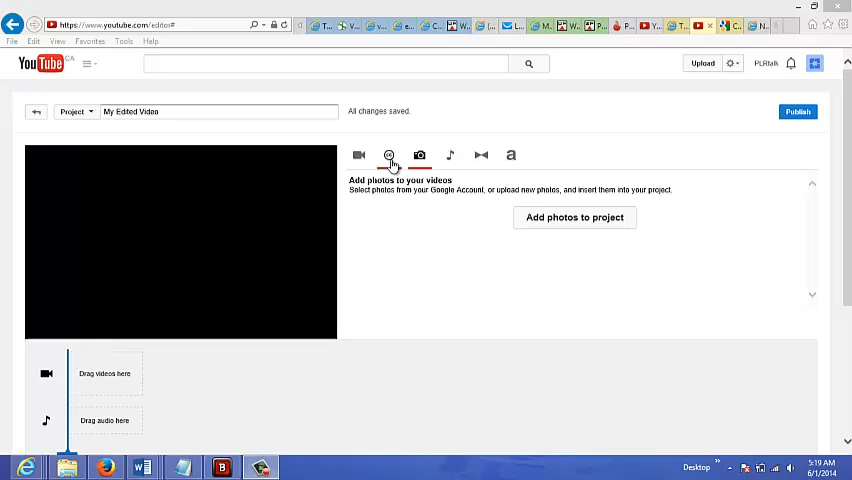 https://www.youtube.com/editor#
File Edit View Favorites Tools Help
YouTube CA
Upload
PLRtalk
Project
My Edited Video
All changes saved.
Publish
a
Add photos to your videos
Select photos from your Google Account, or upload new photos, and insert them into your project.
Add photos to project
Drag videos here
Drag audio here
Desktop
5:19 AM
6/1/2014